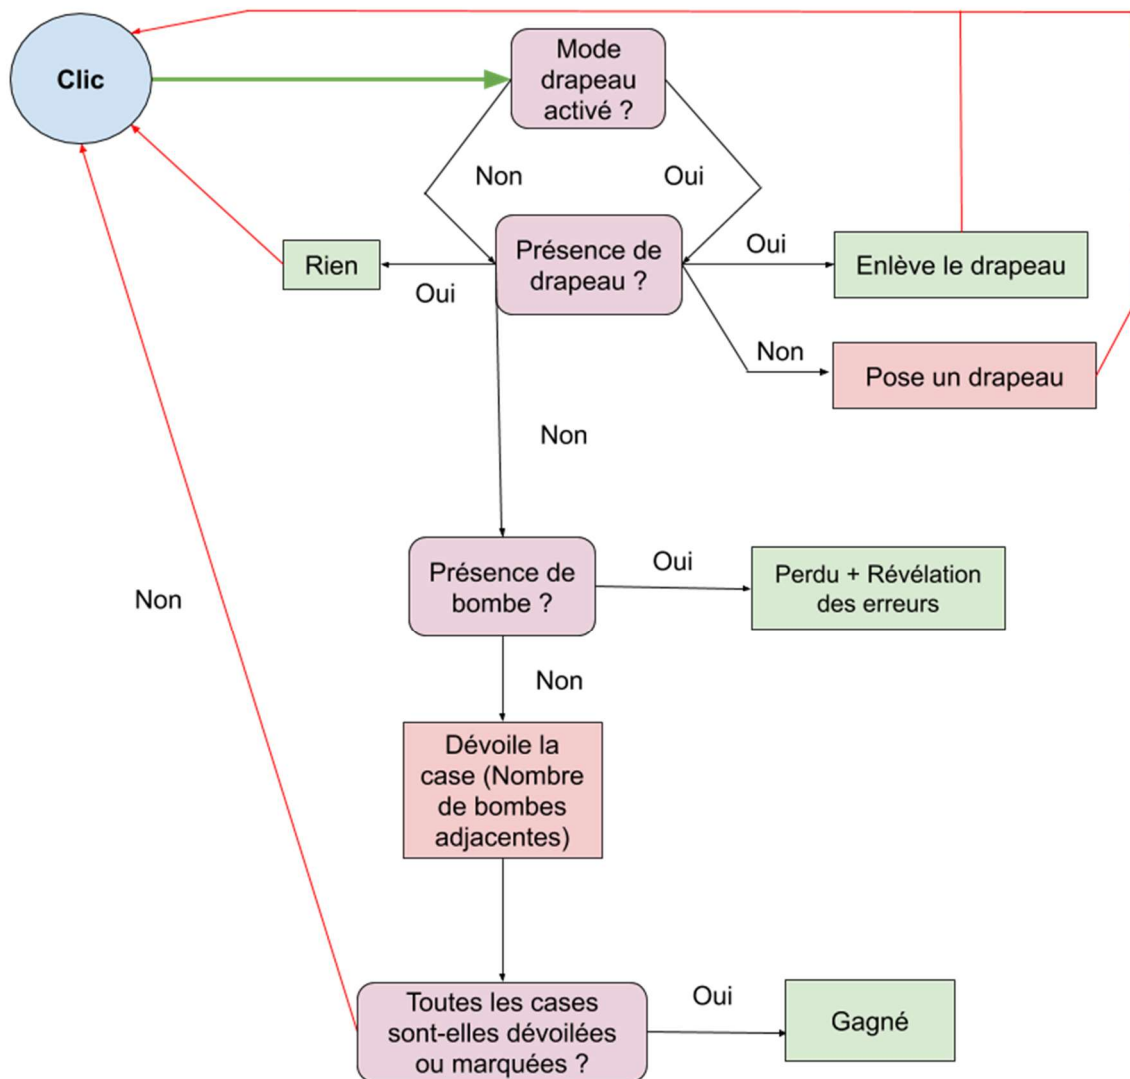 Clic
Mode
drapeau
activé ?
Non
Oui
Rien
Oui
Présence de
drapeau ?
Oui
Enlève le drapeau
Non
Pose un drapeau
Non
Présence de
bombe ?
Oui
Perdu + Révélation
des erreurs
Non
Non
Dévoile la
case (Nombre
de bombes
adjacentes)
Toutes les cases
sont-elles dévoilées
ou marquées ?
Oui
Gagné